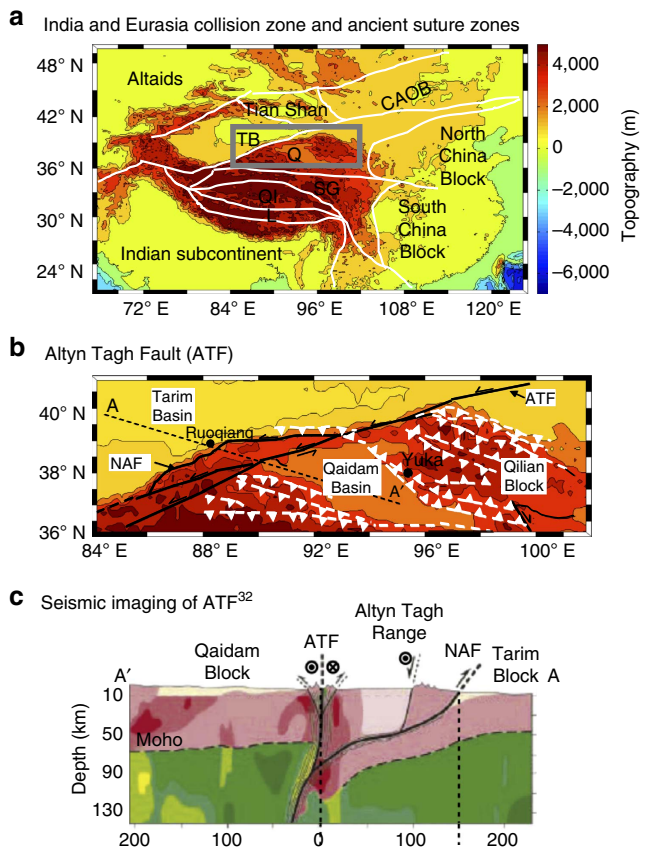 a India and Eurasia collision zone and ancient suture zones
48° N
42° N
36° N
30° N
24° N
Altaids
Tian Shan
CAOB
TB
Q
North
China
Block
QI
SG
L
South
China
Block
Indian subcontinent
72° E 84° E 96° E 108° E 120° E
4,000
2,000
0
−2,000
−4,000
−6,000
Topography (m)
b Altyn Tagh Fault (ATF)
40° N
38° N
36° N
A
Tarim
Basin
Ruoqiang
NAF
ATF
Qaidam
Basin
Yuka
A′
Qilian
Block
84° E 88° E 92° E 96° E 100° E
c Seismic imaging of ATF32
Qaidam
Block
ATF
Altyn Tagh
Range
NAF
Tarim
Block A
A′
10
50
90
130
Depth (km)
Moho
200 100 0 100 200